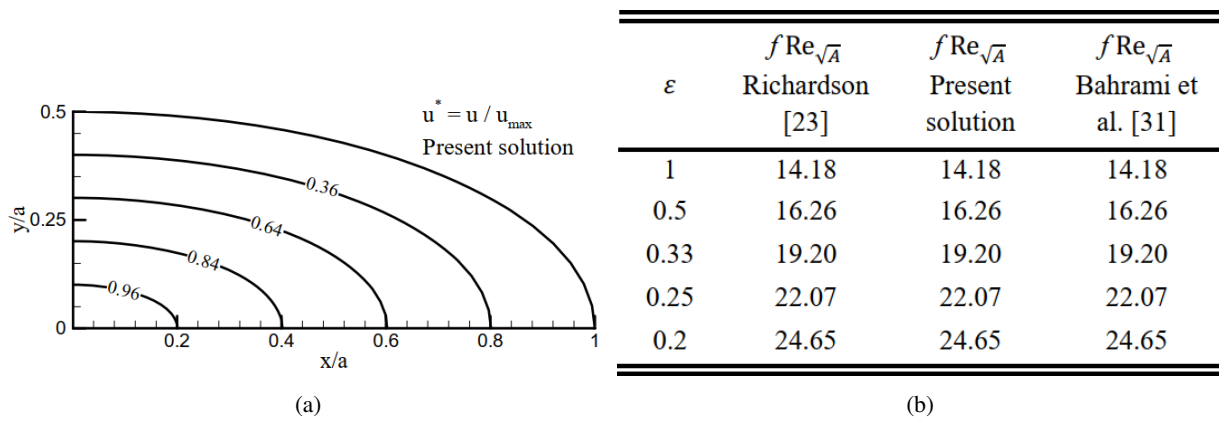 0.5
0.25
0
y/a
u* = u / u_max
Present solution
0.36
0.64
0.84
0.96
0.2 0.4 0.6 0.8 1
x/a
(a)
ε f Re√A Richardson [23] f Re√A Present solution f Re√A Bahrami et al. [31]
1 14.18 14.18 14.18
0.5 16.26 16.26 16.26
0.33 19.20 19.20 19.20
0.25 22.07 22.07 22.07
0.2 24.65 24.65 24.65
(b)